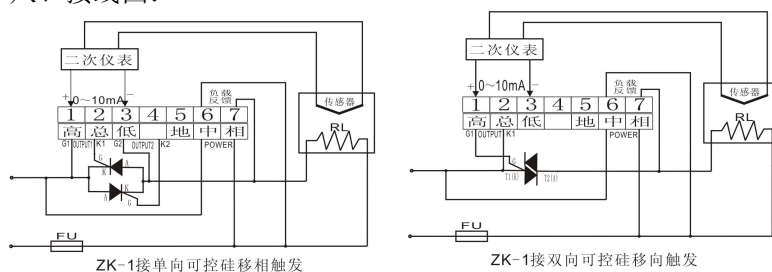 二次仪表
+ 0～10mA −
负载
反馈
传感器
1 2 3 4 5 6 7
高 总 低 地 中 相
RL
G1 OUTPUT1 K1 G2 OUTPUT2 K2 POWER
G
K A
A K
G
FU
ZK-1接单向可控硅移相触发
二次仪表
+ 0～10mA −
负载
反馈
传感器
1 2 3 4 5 6 7
高 总 低 地 中 相
RL
G1 OUTPUT K1 POWER
G
T1(K) T2(A)
FU
ZK-1接双向可控硅移向触发